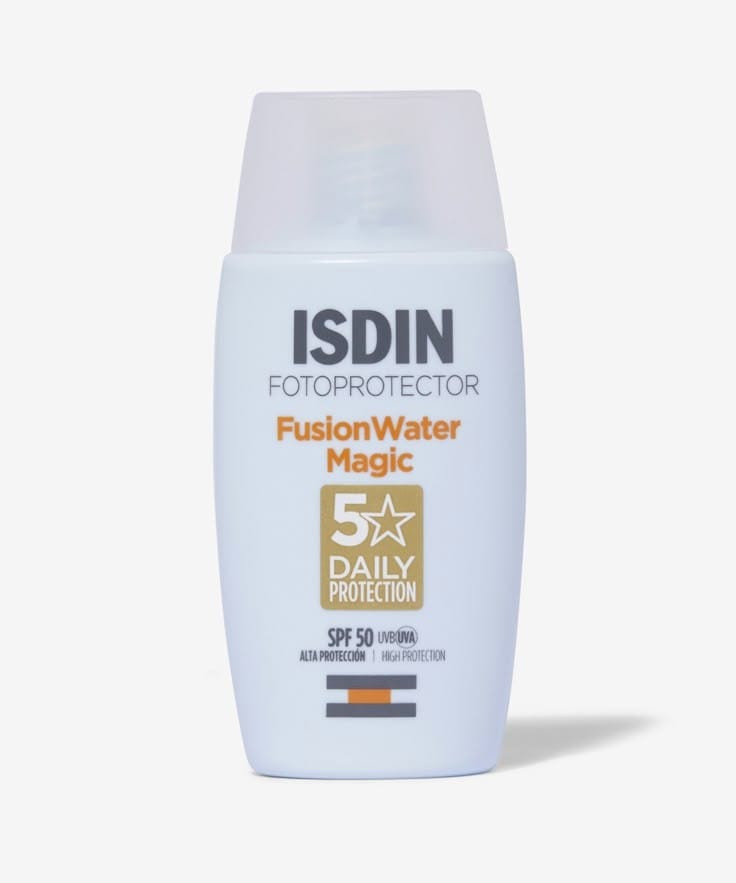 ISDIN
FOTOPROTECTOR
FusionWater
Magic
5☆
DAILY
PROTECTION
SPF 50 UVB UVA
ALTA PROTECCIÓN | HIGH PROTECTION